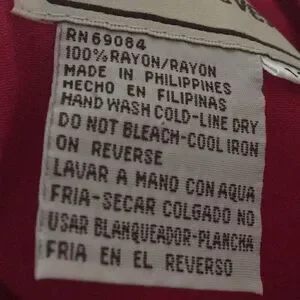 RN69084
100%RAYON/RAYON
MADE IN PHILIPPINES
HECHO EN FILIPINAS
HAND WASH COLD-LINE DRY
DO NOT BLEACH-COOL IRON
ON REVERSE
LAVAR A MANO CON AQUA
FRIA-SECAR COLGADO NO
USAR BLANQUEADOR-PLANCHA
FRIA EN EL REVERSO